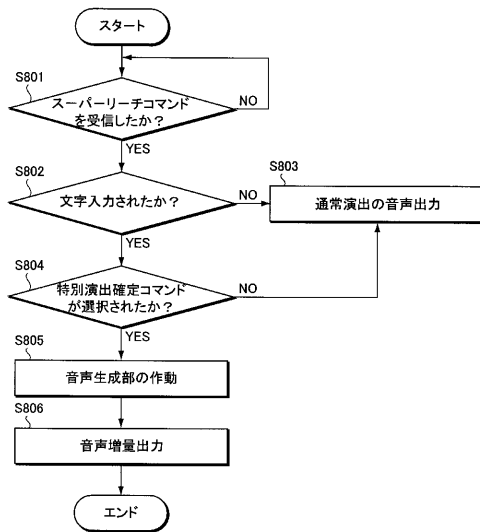 スタート
S801
スーパーリーチコマンド
を受信したか?
NO
YES
S802
文字入力されたか?
NO
S803
通常演出の音声出力
YES
S804
特別演出確定コマンド
が選択されたか?
NO
YES
S805
音声生成部の作動
S806
音声増量出力
エンド